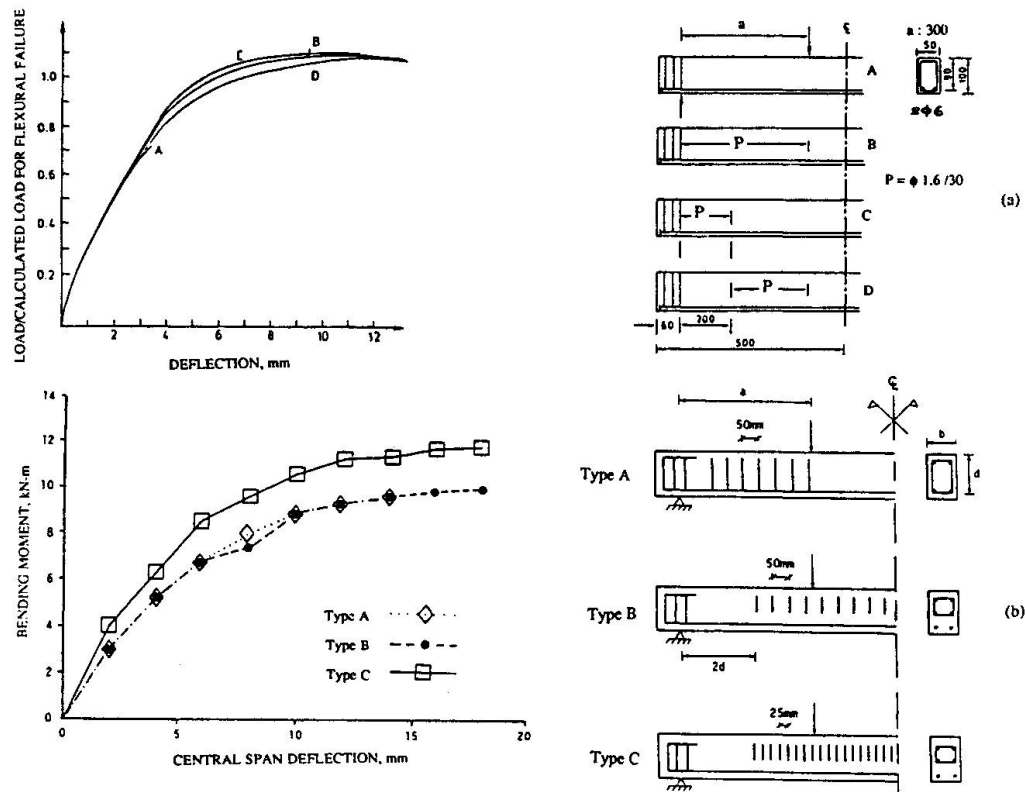 LOAD/CALCULATED LOAD FOR FLEXURAL FAILURE
1.0
0.8
0.6
0.4
0.2
A
B
D
2
4
6
8
10
12
DEFLECTION, mm
a
a : 300
50
90
100
2ϕ6
A
P
B
P = ϕ 1.6 /30
P
C
P
D
60
200
500
(a)
BENDING MOMENT, kN-m
14
12
10
8
6
4
2
0
0
5
10
15
20
CENTRAL SPAN DEFLECTION, mm
Type A
Type B
Type C
a
50mm
b
d
Type A
50mm
Type B
2d
(b)
25mm
Type C